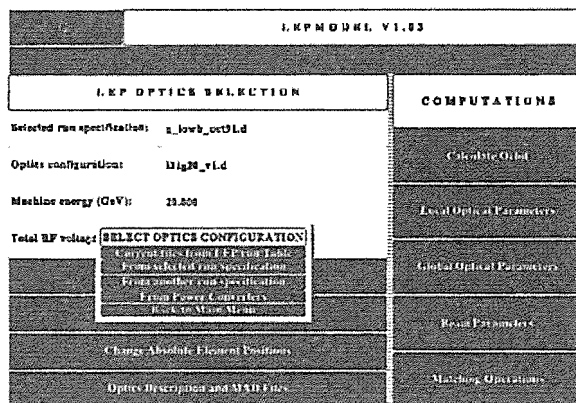 LEPMODEL V1.03
LEP OPTICS SELECTION
COMPUTATIONS
Selected run specification:
Optics configuration:
Machine energy (GeV):
Total RF voltage
SELECT OPTICS CONFIGURATION
Current files from LEP run Table
From selected run specification
From another run specification
From Power Converters
Back to Main Menu
Change Absolute Element Positions
Optics Description and MAD Files
Calculate Orbit
Local Optical Parameters
Global Optical Parameters
Beam Parameters
Matching Operations